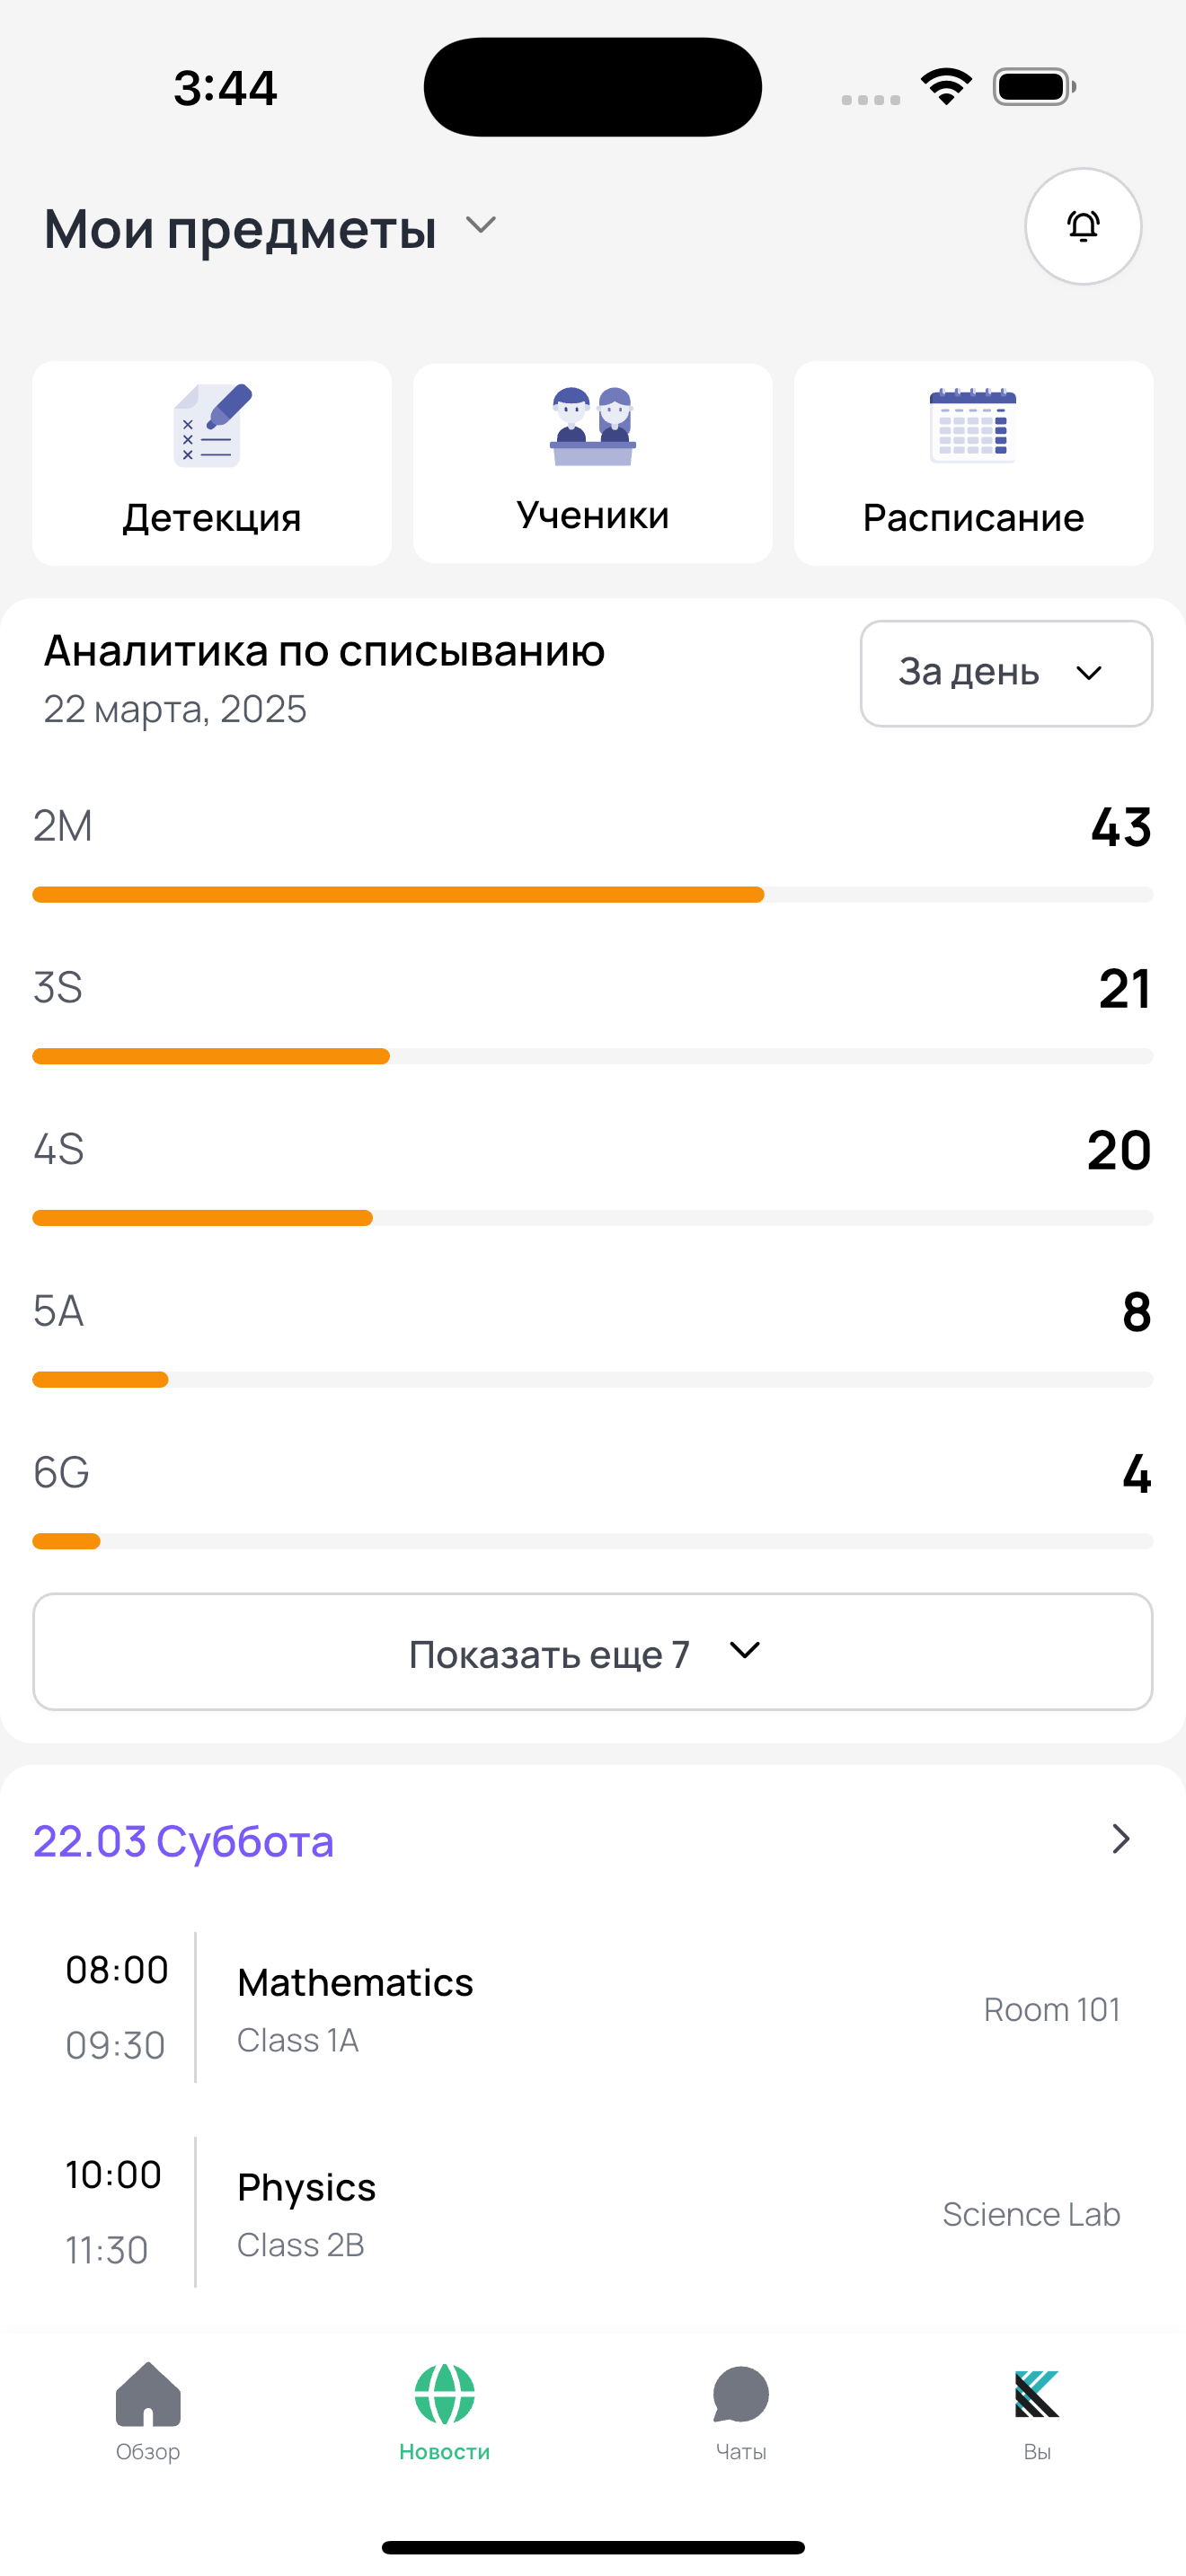 3:44
Мои предметы
Детекция
Ученики
Расписание
Аналитика по списыванию
22 марта, 2025
За день
2M
43
3S
21
4S
20
5A
8
6G
4
Показать еще 7
22.03 Суббота
08:00
09:30
Mathematics
Class 1A
Room 101
10:00
11:30
Physics
Class 2B
Science Lab
Обзор
Новости
Чаты
Вы